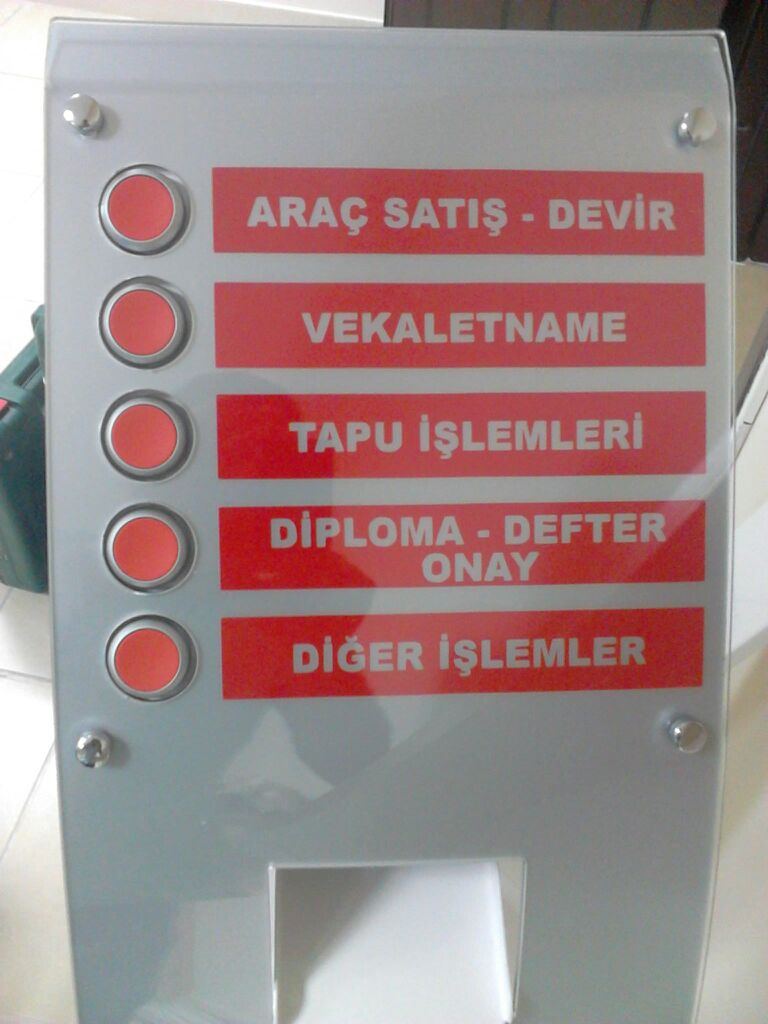 ARAÇ SATIŞ - DEVİR
VEKALETNAME
TAPU İŞLEMLERİ
DİPLOMA - DEFTER
ONAY
DİĞER İŞLEMLER